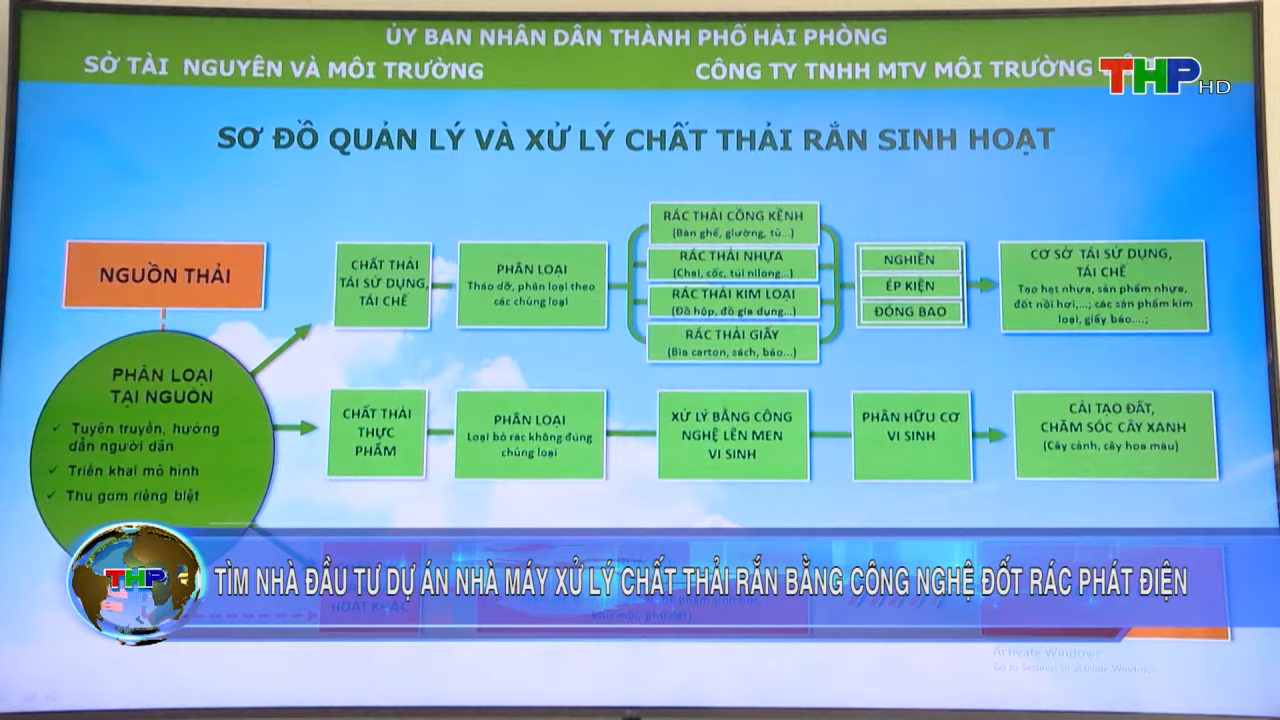 ỦY BAN NHÂN DÂN THÀNH PHỐ HẢI PHÒNG
SỞ TÀI NGUYÊN VÀ MÔI TRƯỜNG
CÔNG TY TNHH MTV MÔI TRƯỜNG
THP HD
SƠ ĐỒ QUẢN LÝ VÀ XỬ LÝ CHẤT THẢI RẮN SINH HOẠT
NGUỒN THẢI
PHÂN LOẠI
TẠI NGUỒN
✓ Tuyên truyền, hướng
dẫn người dân
✓ Triển khai mô hình
✓ Thu gom riêng biệt
CHẤT THẢI
TÁI SỬ DỤNG,
TÁI CHẾ
PHÂN LOẠI
Tháo dỡ, phân loại theo
các chủng loại
RÁC THẢI CỒNG KỀNH
(Bàn ghế, giường, tủ...)
RÁC THẢI NHỰA
(Chai, cốc, túi nilong...)
RÁC THẢI KIM LOẠI
(Đồ hộp, đồ gia dụng...)
RÁC THẢI GIẤY
(Bìa carton, sách, báo...)
NGHIỀN
ÉP KIỆN
ĐÓNG BAO
CƠ SỞ TÁI SỬ DỤNG,
TÁI CHẾ
Tạo hạt nhựa, sản phẩm nhựa,
đốt nồi hơi,...; các sản phẩm kim
loại, giấy báo....;
CHẤT THẢI
THỰC
PHẨM
PHÂN LOẠI
Loại bỏ rác không đúng
chủng loại
XỬ LÝ BẰNG CÔNG
NGHỆ LÊN MEN
VI SINH
PHÂN HỮU CƠ
VI SINH
CẢI TẠO ĐẤT,
CHĂM SÓC CÂY XANH
(Cây cảnh, cây hoa màu)
THP
TÌM NHÀ ĐẦU TƯ DỰ ÁN NHÀ MÁY XỬ LÝ CHẤT THẢI RẮN BẰNG CÔNG NGHỆ ĐỐT RÁC PHÁT ĐIỆN
HOẠT KHÁC
Activate Windows
Go to Settings to activate Windows.